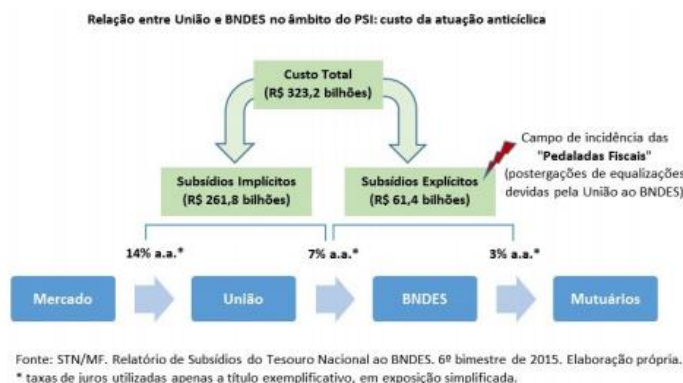 Relação entre União e BNDES no âmbito do PSI: custo da atuação anticíclica
Custo Total
(R$ 323,2 bilhões)
Campo de incidência das
"Pedaladas Fiscais"
(postergações de equalizações
devidas pela União ao BNDES)
Subsídios Implícitos
(R$ 261,8 bilhões)
Subsídios Explícitos
(R$ 61,4 bilhões)
14% a.a.*
7% a.a.*
3% a.a.*
Mercado
União
BNDES
Mutuários
Fonte: STN/MF. Relatório de Subsídios do Tesouro Nacional ao BNDES. 6º bimestre de 2015. Elaboração própria.
* taxas de juros utilizadas apenas a título exemplificativo, em exposição simplificada.